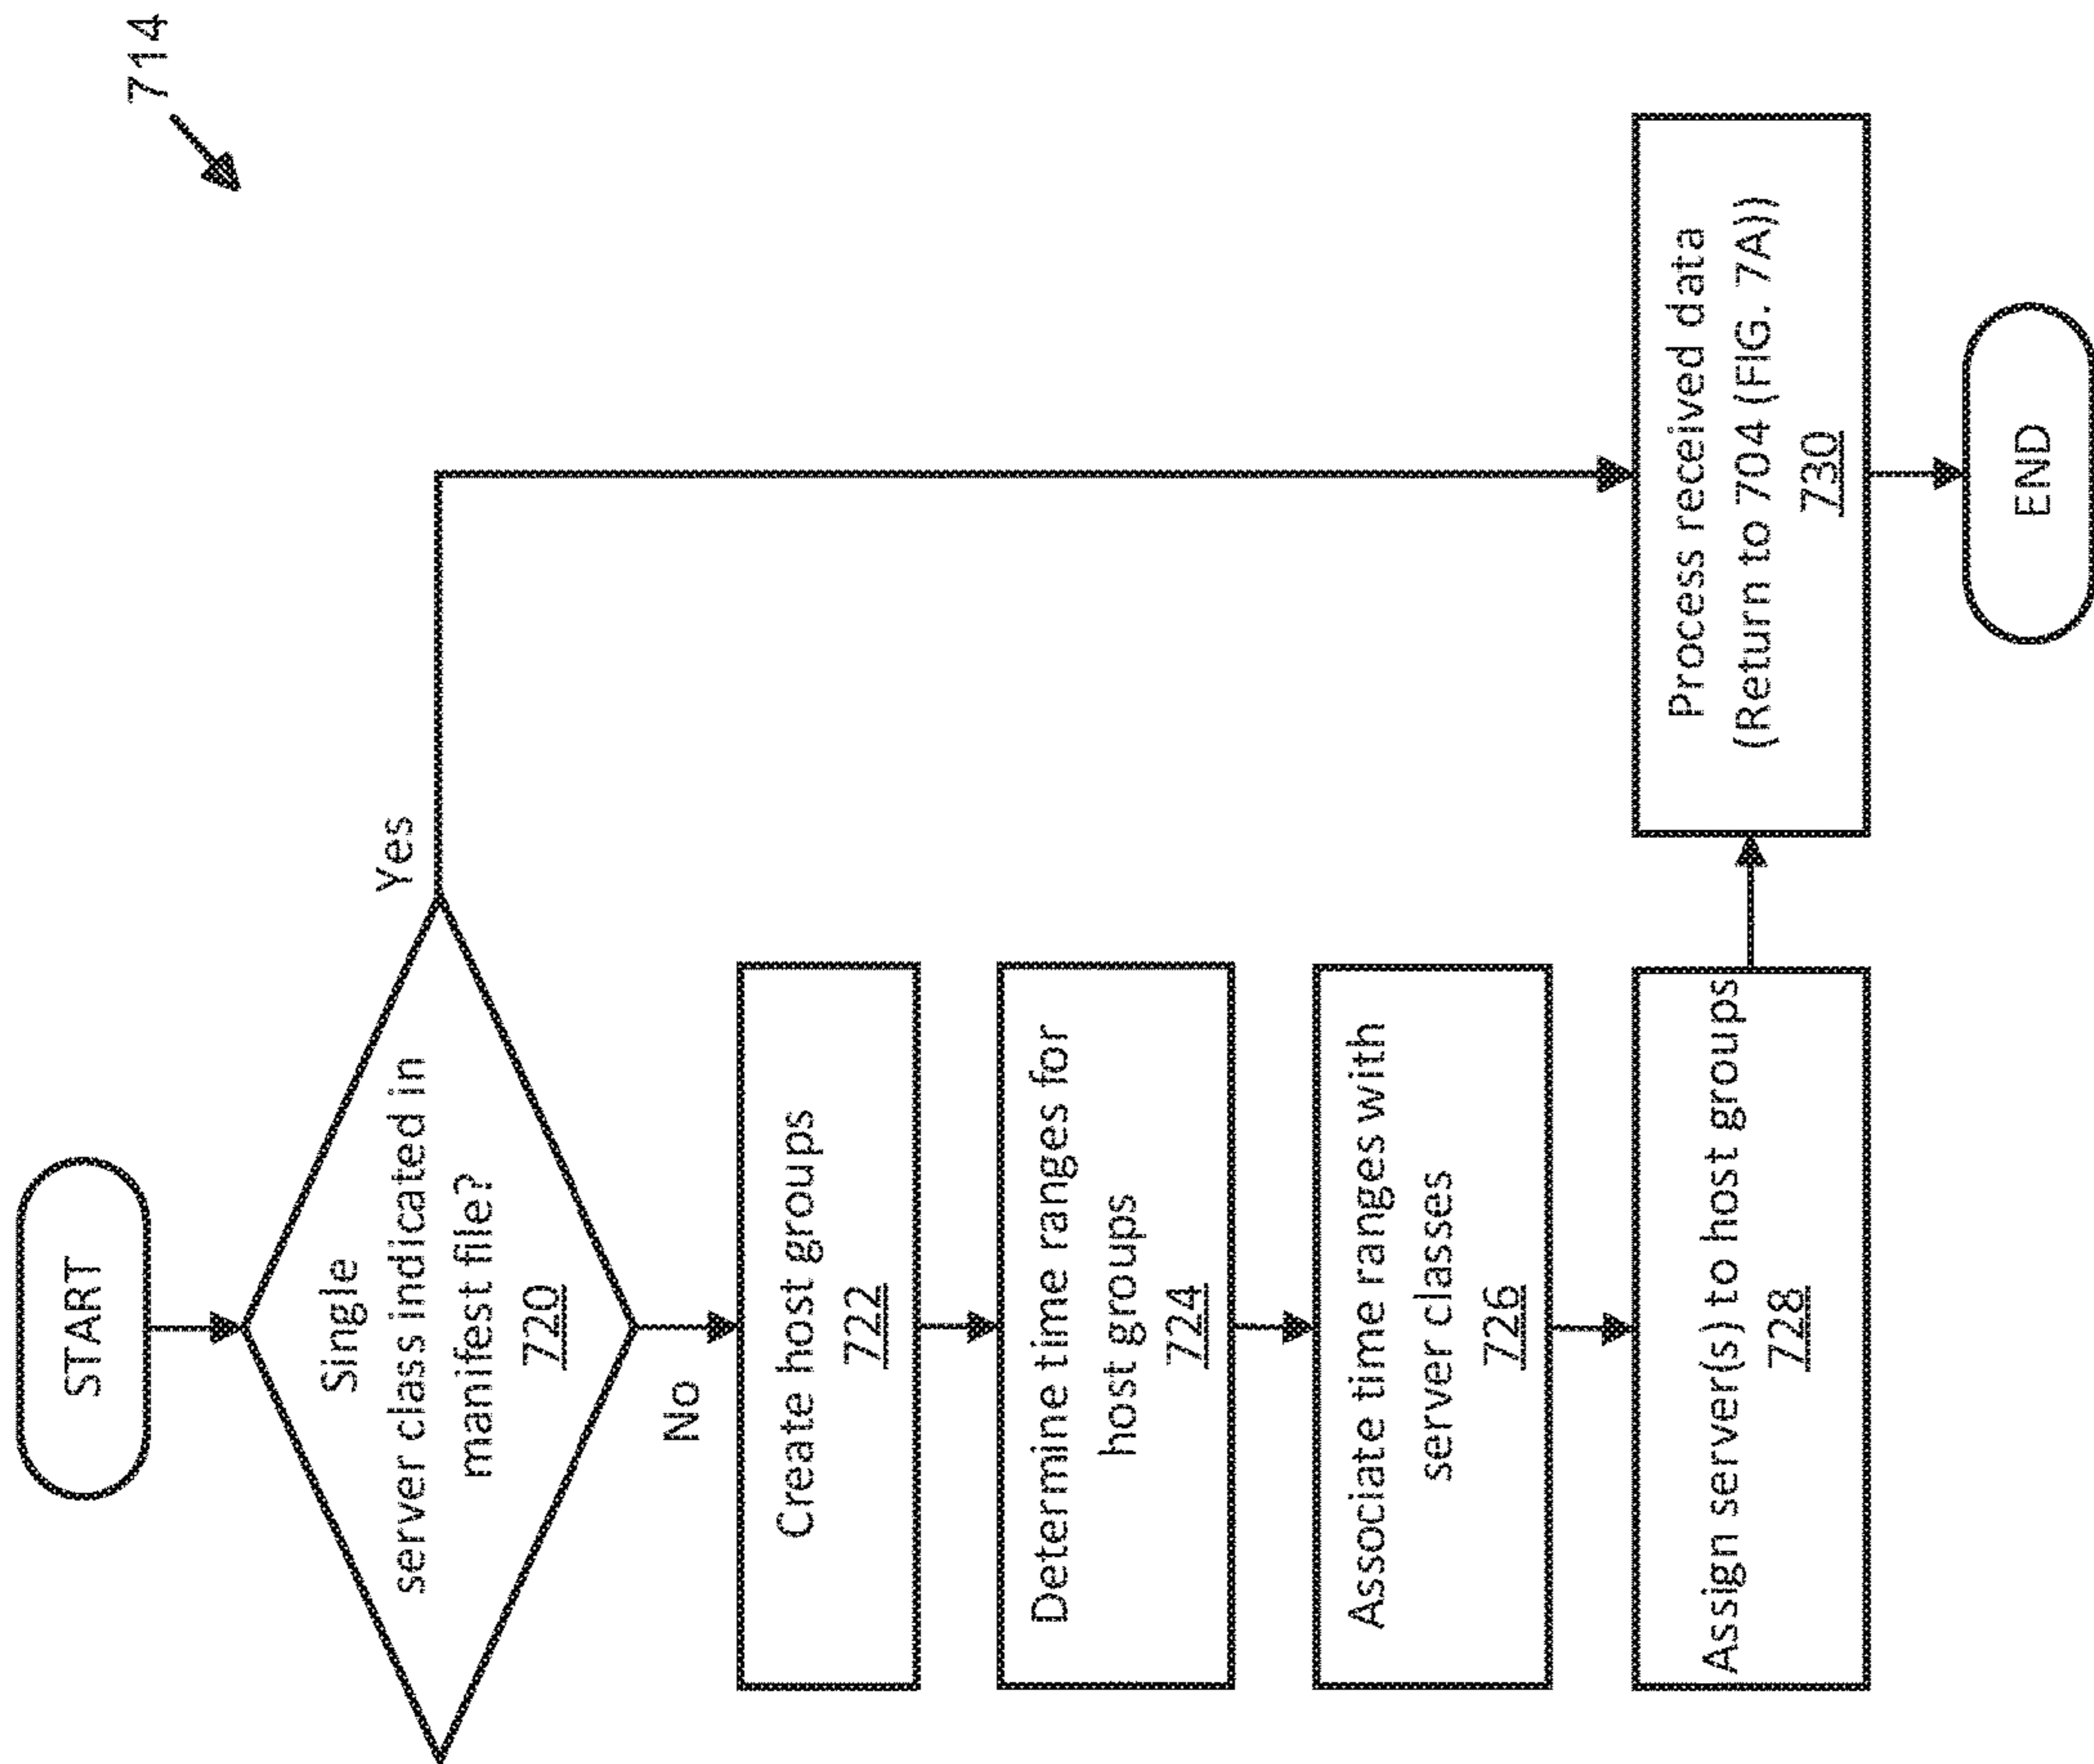 714
START
Single
server class indicated in
manifest file?
720
Yes
No
Create host groups
722
Determine time ranges for
host groups
724
Associate time ranges with
server classes
726
Assign server(s) to host groups
728
Process received data
(Return to 704 (FIG. 7A))
730
END